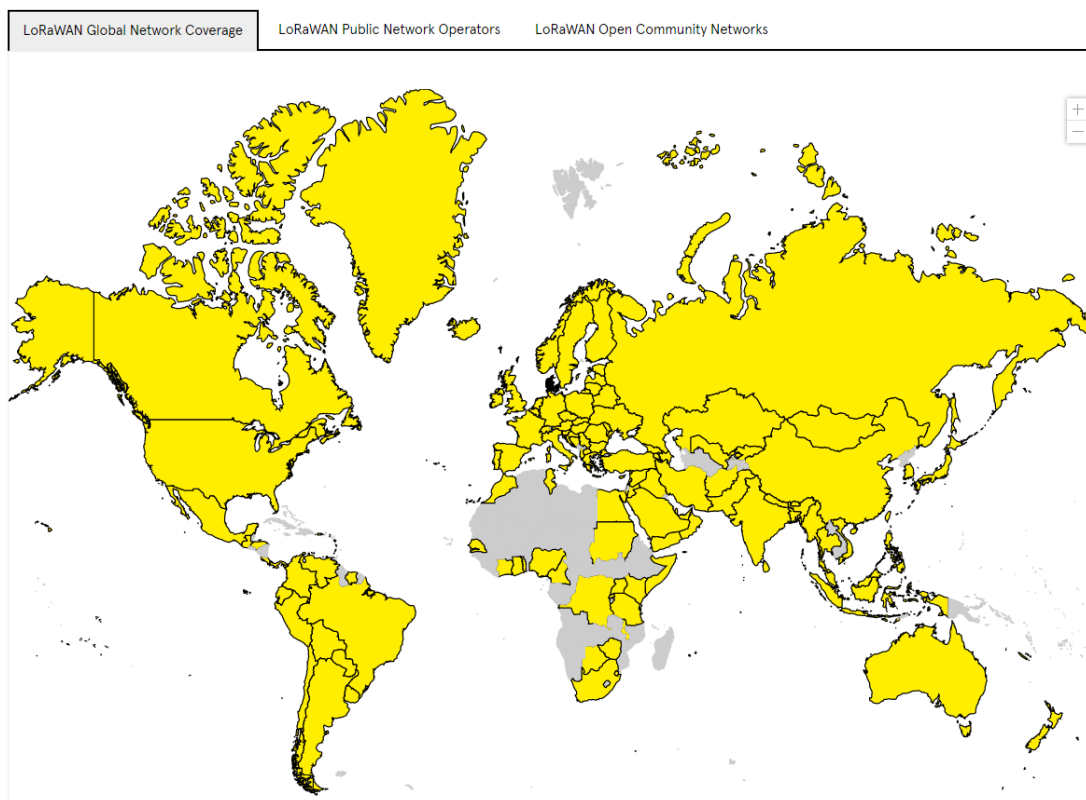 LoRaWAN Global Network Coverage
LoRaWAN Public Network Operators
LoRaWAN Open Community Networks
+
−